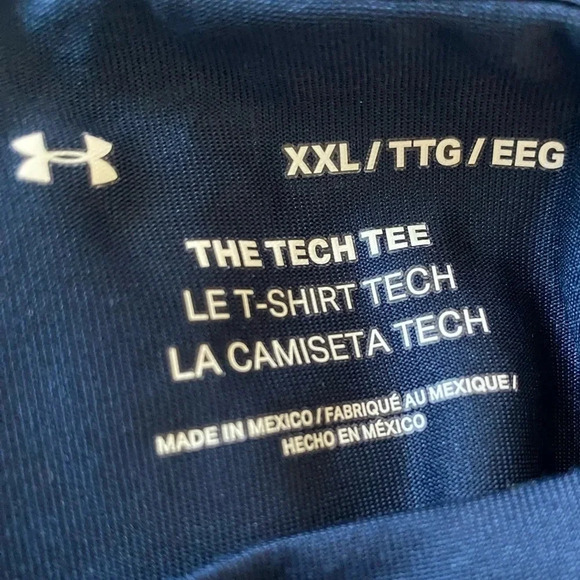 XXL / TTG / EEG
THE TECH TEE
LE T-SHIRT TECH
LA CAMISETA TECH
MADE IN MEXICO / FABRIQUÉ AU MEXIQUE /
HECHO EN MÉXICO